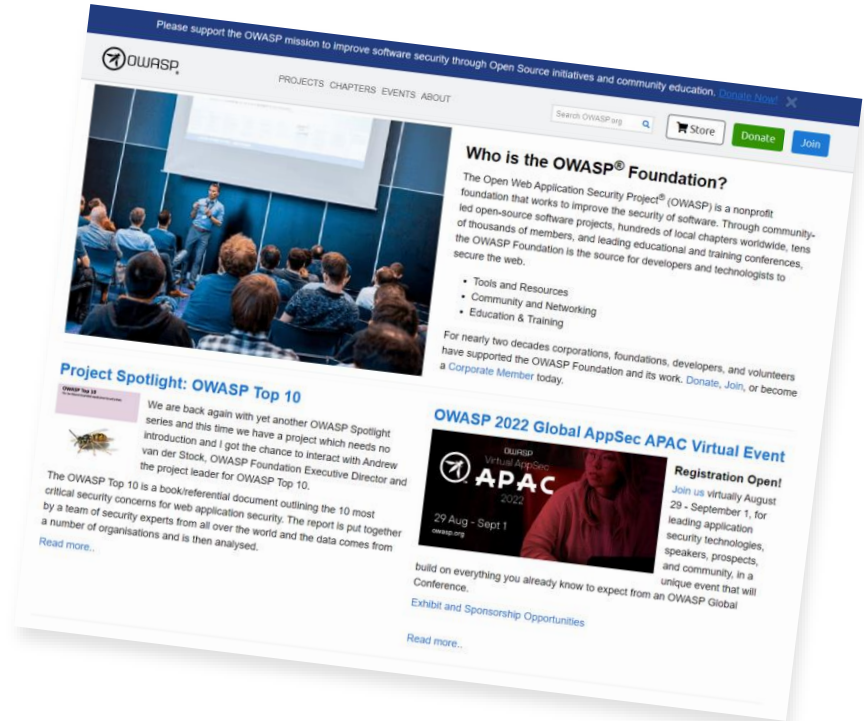 Please support the OWASP mission to improve software security through Open Source initiatives and community education. Donate Now! ✕
OWASP®
PROJECTS CHAPTERS EVENTS ABOUT
Search OWASP.org
Store
Donate
Join
Who is the OWASP® Foundation?
The Open Web Application Security Project® (OWASP) is a nonprofit
foundation that works to improve the security of software. Through community-
led open-source software projects, hundreds of local chapters worldwide, tens
of thousands of members, and leading educational and training conferences,
the OWASP Foundation is the source for developers and technologists to
secure the web.
• Tools and Resources
• Community and Networking
• Education & Training
For nearly two decades corporations, foundations, developers, and volunteers
have supported the OWASP Foundation and its work. Donate, Join, or become
a Corporate Member today.
Project Spotlight: OWASP Top 10
OWASP Top 10
We are back again with yet another OWASP Spotlight
series and this time we have a project which needs no
introduction and I got the chance to interact with Andrew
van der Stock, OWASP Foundation Executive Director and
the project leader for OWASP Top 10.
The OWASP Top 10 is a book/referential document outlining the 10 most
critical security concerns for web application security. The report is put together
by a team of security experts from all over the world and the data comes from
a number of organisations and is then analysed.
Read more..
OWASP 2022 Global AppSec APAC Virtual Event
OWASP
Virtual AppSec
APAC
2022
29 Aug - Sept 1
owasp.org
Registration Open!
Join us virtually August
29 - September 1, for
leading application
security technologies,
speakers, prospects,
and community, in a
unique event that will
build on everything you already know to expect from an OWASP Global
Conference.
Exhibit and Sponsorship Opportunities
Read more..